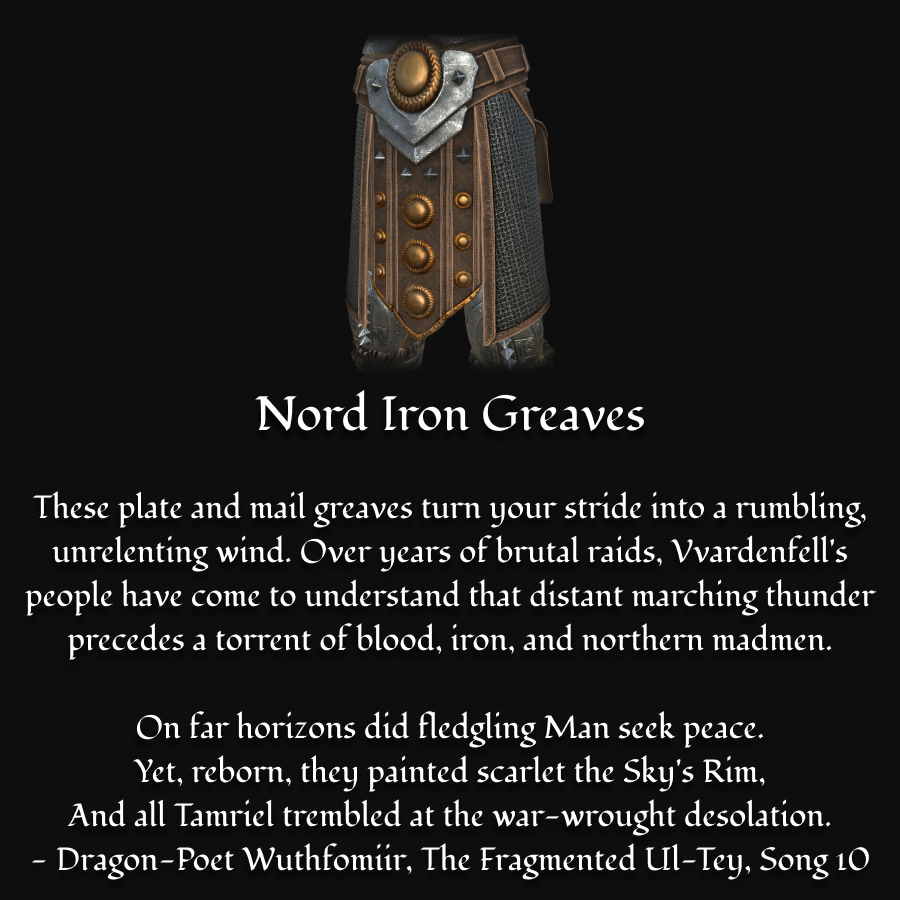 Nord Iron Greaves
These plate and mail greaves turn your stride into a rumbling,
unrelenting wind. Over years of brutal raids, Vvardenfell's
people have come to understand that distant marching thunder
precedes a torrent of blood, iron, and northern madmen.
On far horizons did fledgling Man seek peace.
Yet, reborn, they painted scarlet the Sky's Rim,
And all Tamriel trembled at the war-wrought desolation.
- Dragon-Poet Wuthfomiir, The Fragmented Ul-Tey, Song 10